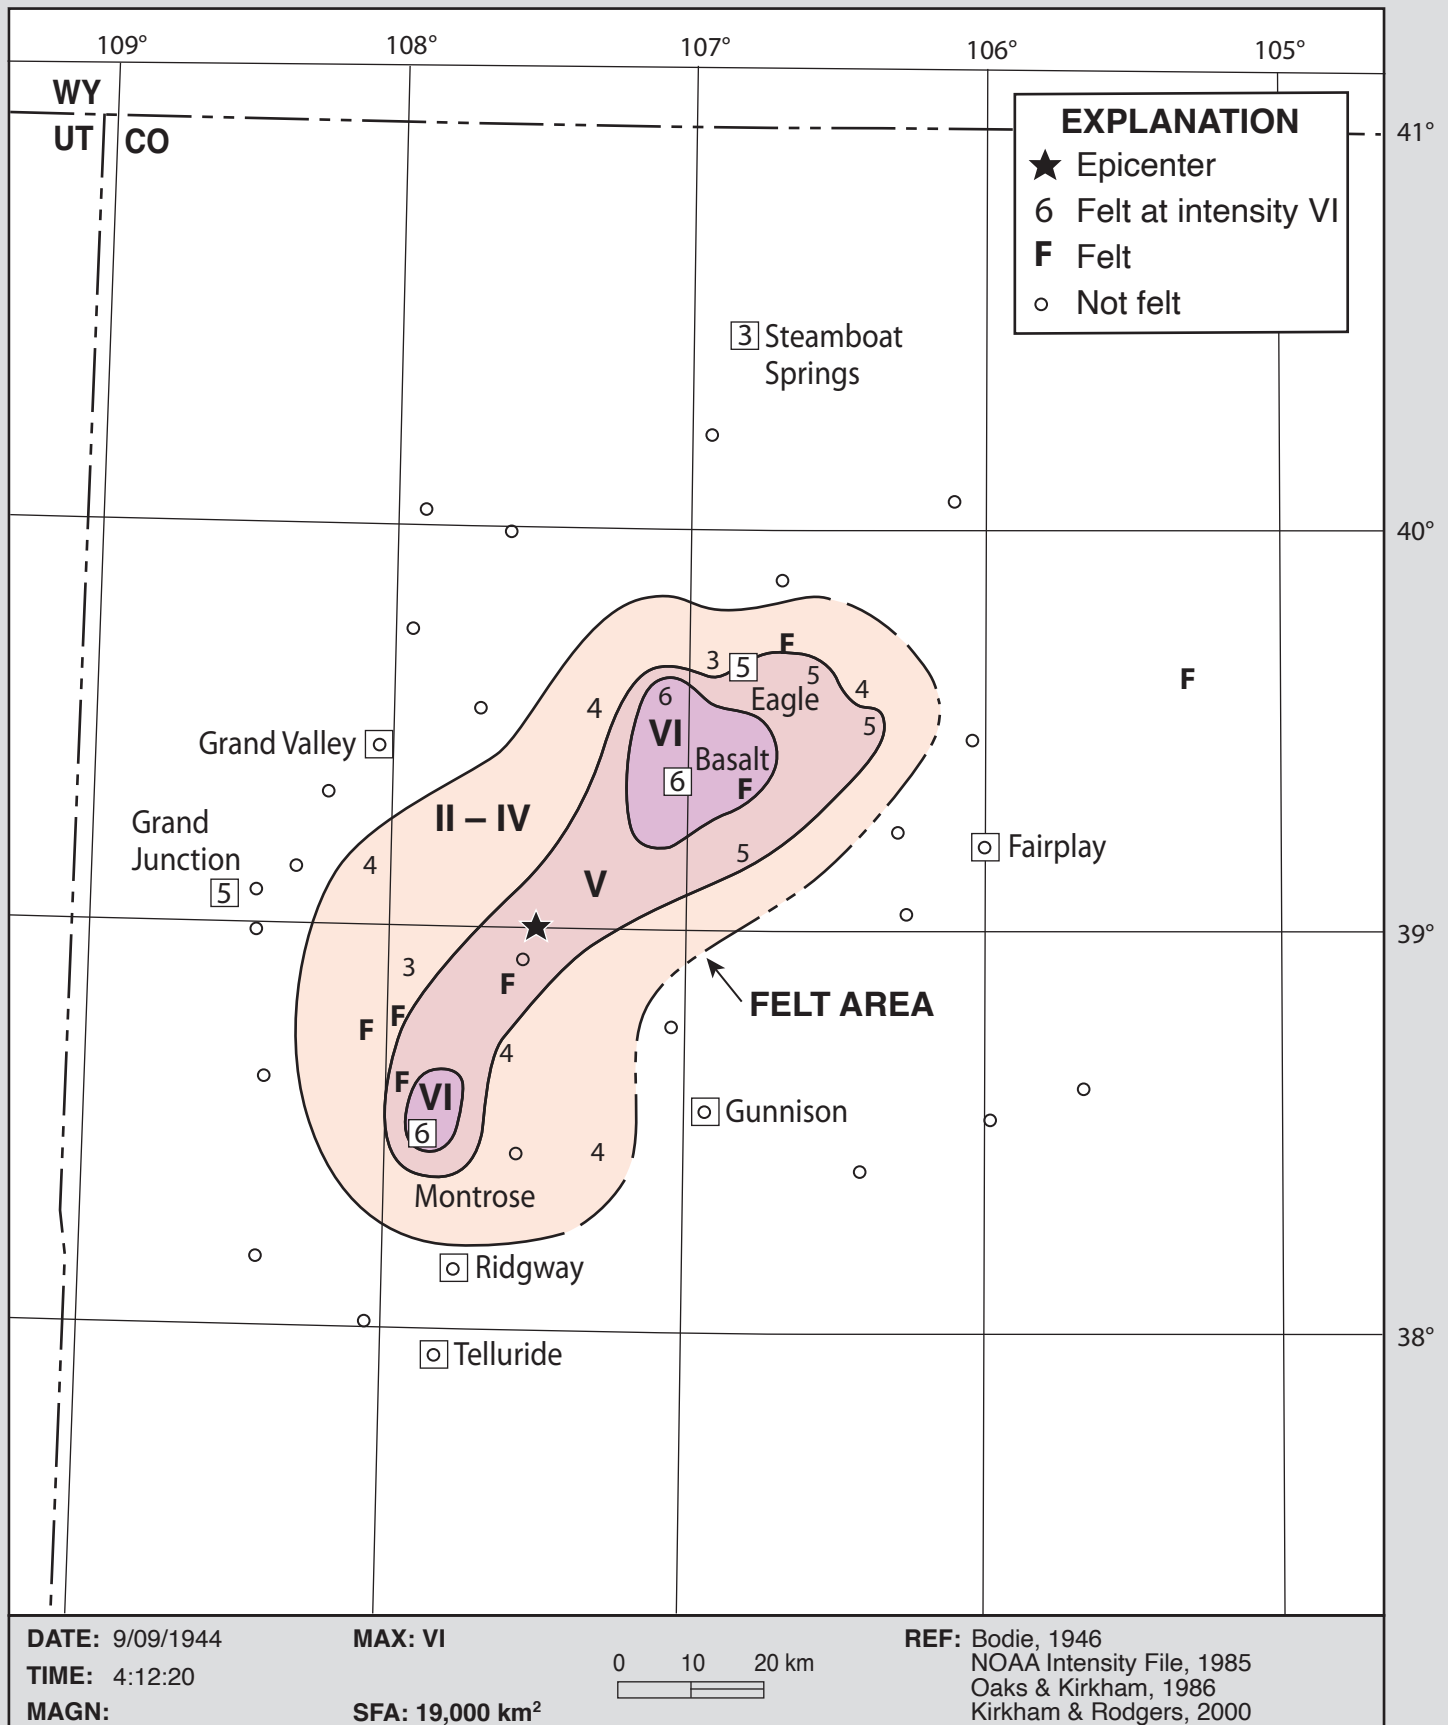 109° 108° 107° 106° 105°
WY
UT CO
41°
EXPLANATION
Epicenter
6 Felt at intensity VI
F Felt
Not felt
3 Steamboat
Springs
40°
F
3 5
5
4
F
Eagle
6
4
VI
5
Grand Valley
Basalt
6
F
II – IV
Grand
Junction
5
4
5
Fairplay
V
39°
3
F
FELT AREA
F
F
4
F
VI
6
Gunnison
4
Montrose
Ridgway
38°
Telluride
DATE: 9/09/1944
TIME: 4:12:20
MAGN:
MAX: VI
SFA: 19,000 km²
0 10 20 km
REF: Bodie, 1946
NOAA Intensity File, 1985
Oaks & Kirkham, 1986
Kirkham & Rodgers, 2000